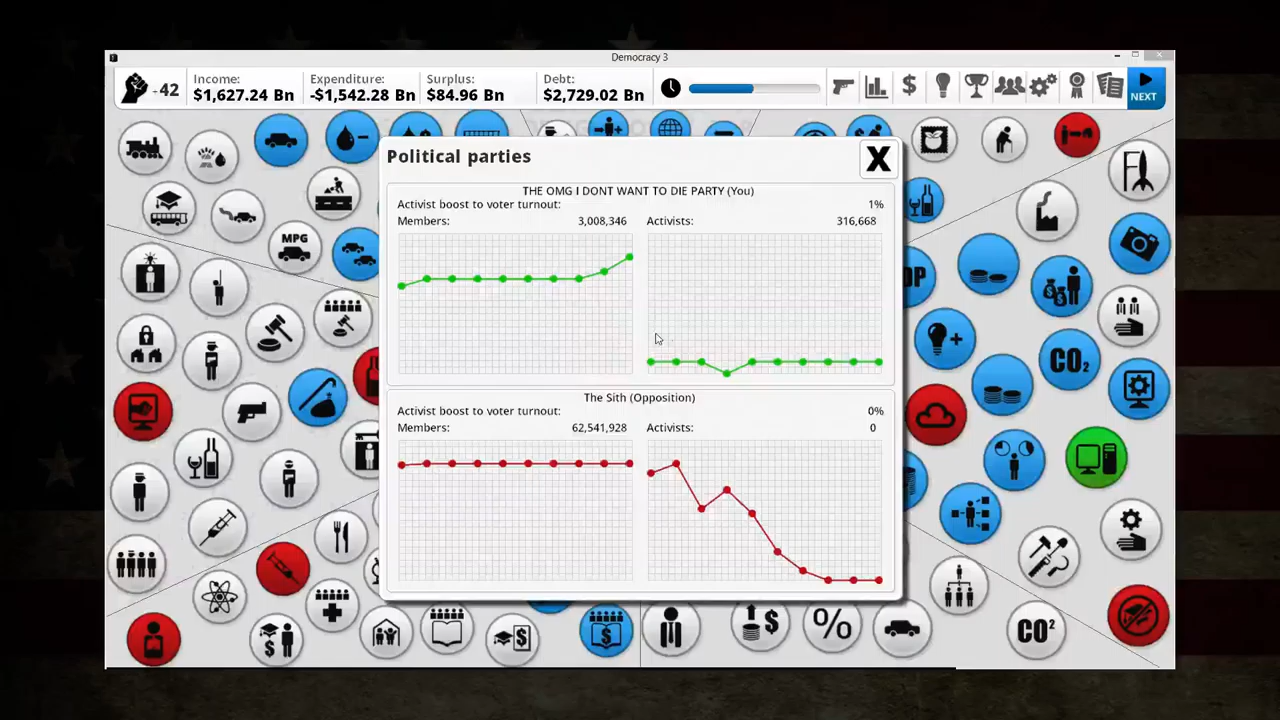 Democracy 3
+42
Income:
$1,627.24 Bn
Expenditure:
-$1,542.28 Bn
Surplus:
$84.96 Bn
Debt:
$2,729.02 Bn
NEXT
Political parties
X
THE OMG I DONT WANT TO DIE PARTY (You)
Activist boost to voter turnout: 1%
Members: 3,008,346 Activists: 316,668
The Sith (Opposition)
Activist boost to voter turnout: 0%
Members: 62,541,928 Activists: 0
MPG
DP
CO₂
CO²